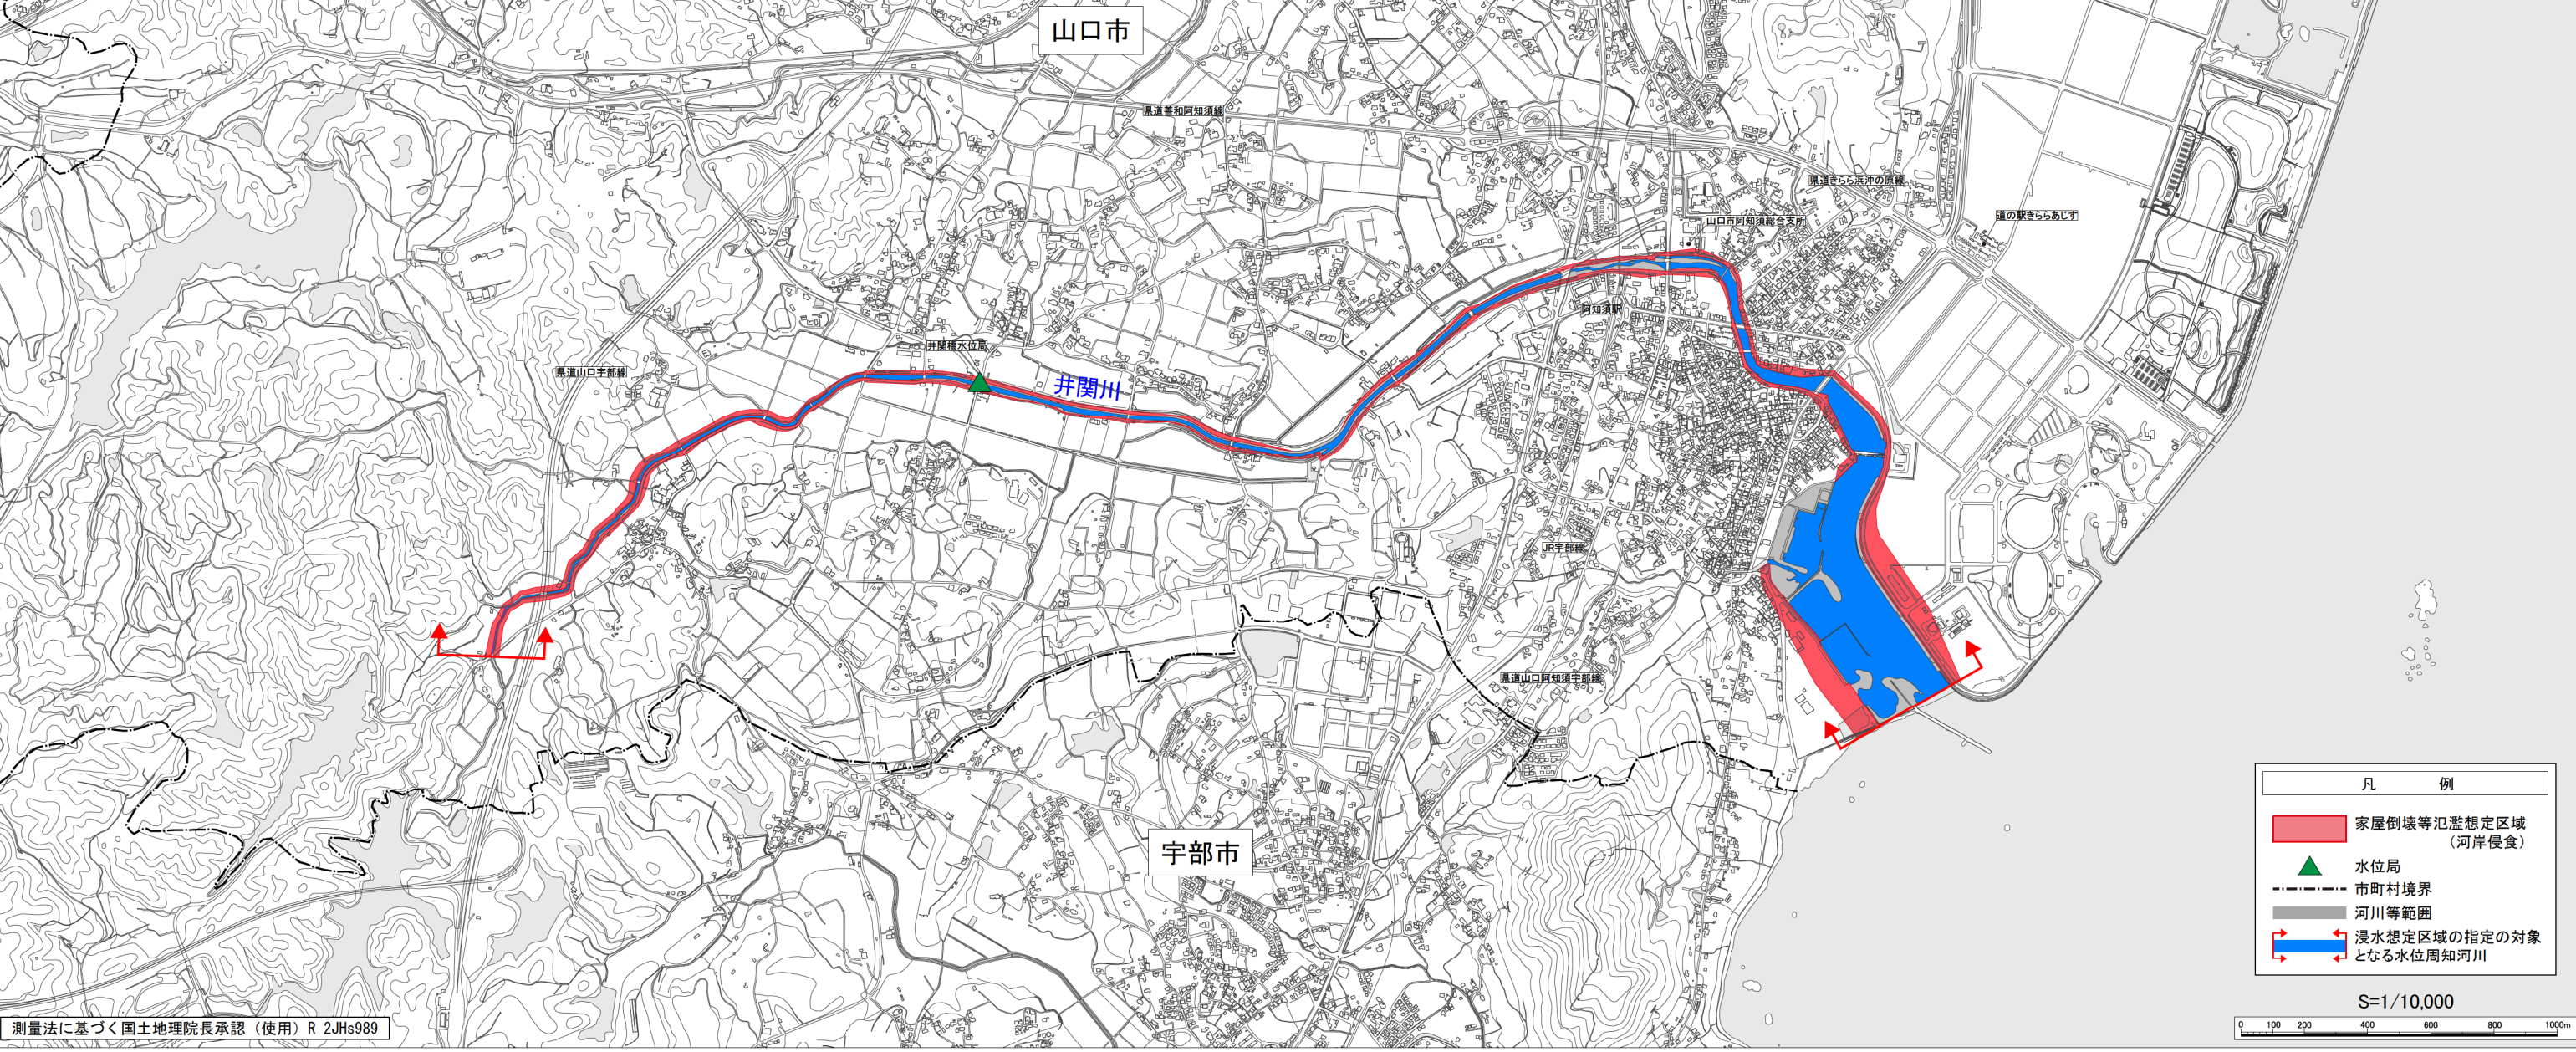 山口市
県道善和阿知須線
県道きらら浜沖の原線
道の駅きららあじす
山口市阿知須総合支所
阿知須駅
井関橋水位局
県道山口宇部線
井関川
JR宇部線
県道山口阿知須宇部線
宇部市
凡 例
家屋倒壊等氾濫想定区域
（河岸侵食）
水位局
市町村境界
河川等範囲
浸水想定区域の指定の対象
となる水位周知河川
S=1/10,000
0 100 200 400 600 800 1000m
測量法に基づく国土地理院長承認（使用）R 2JHs989